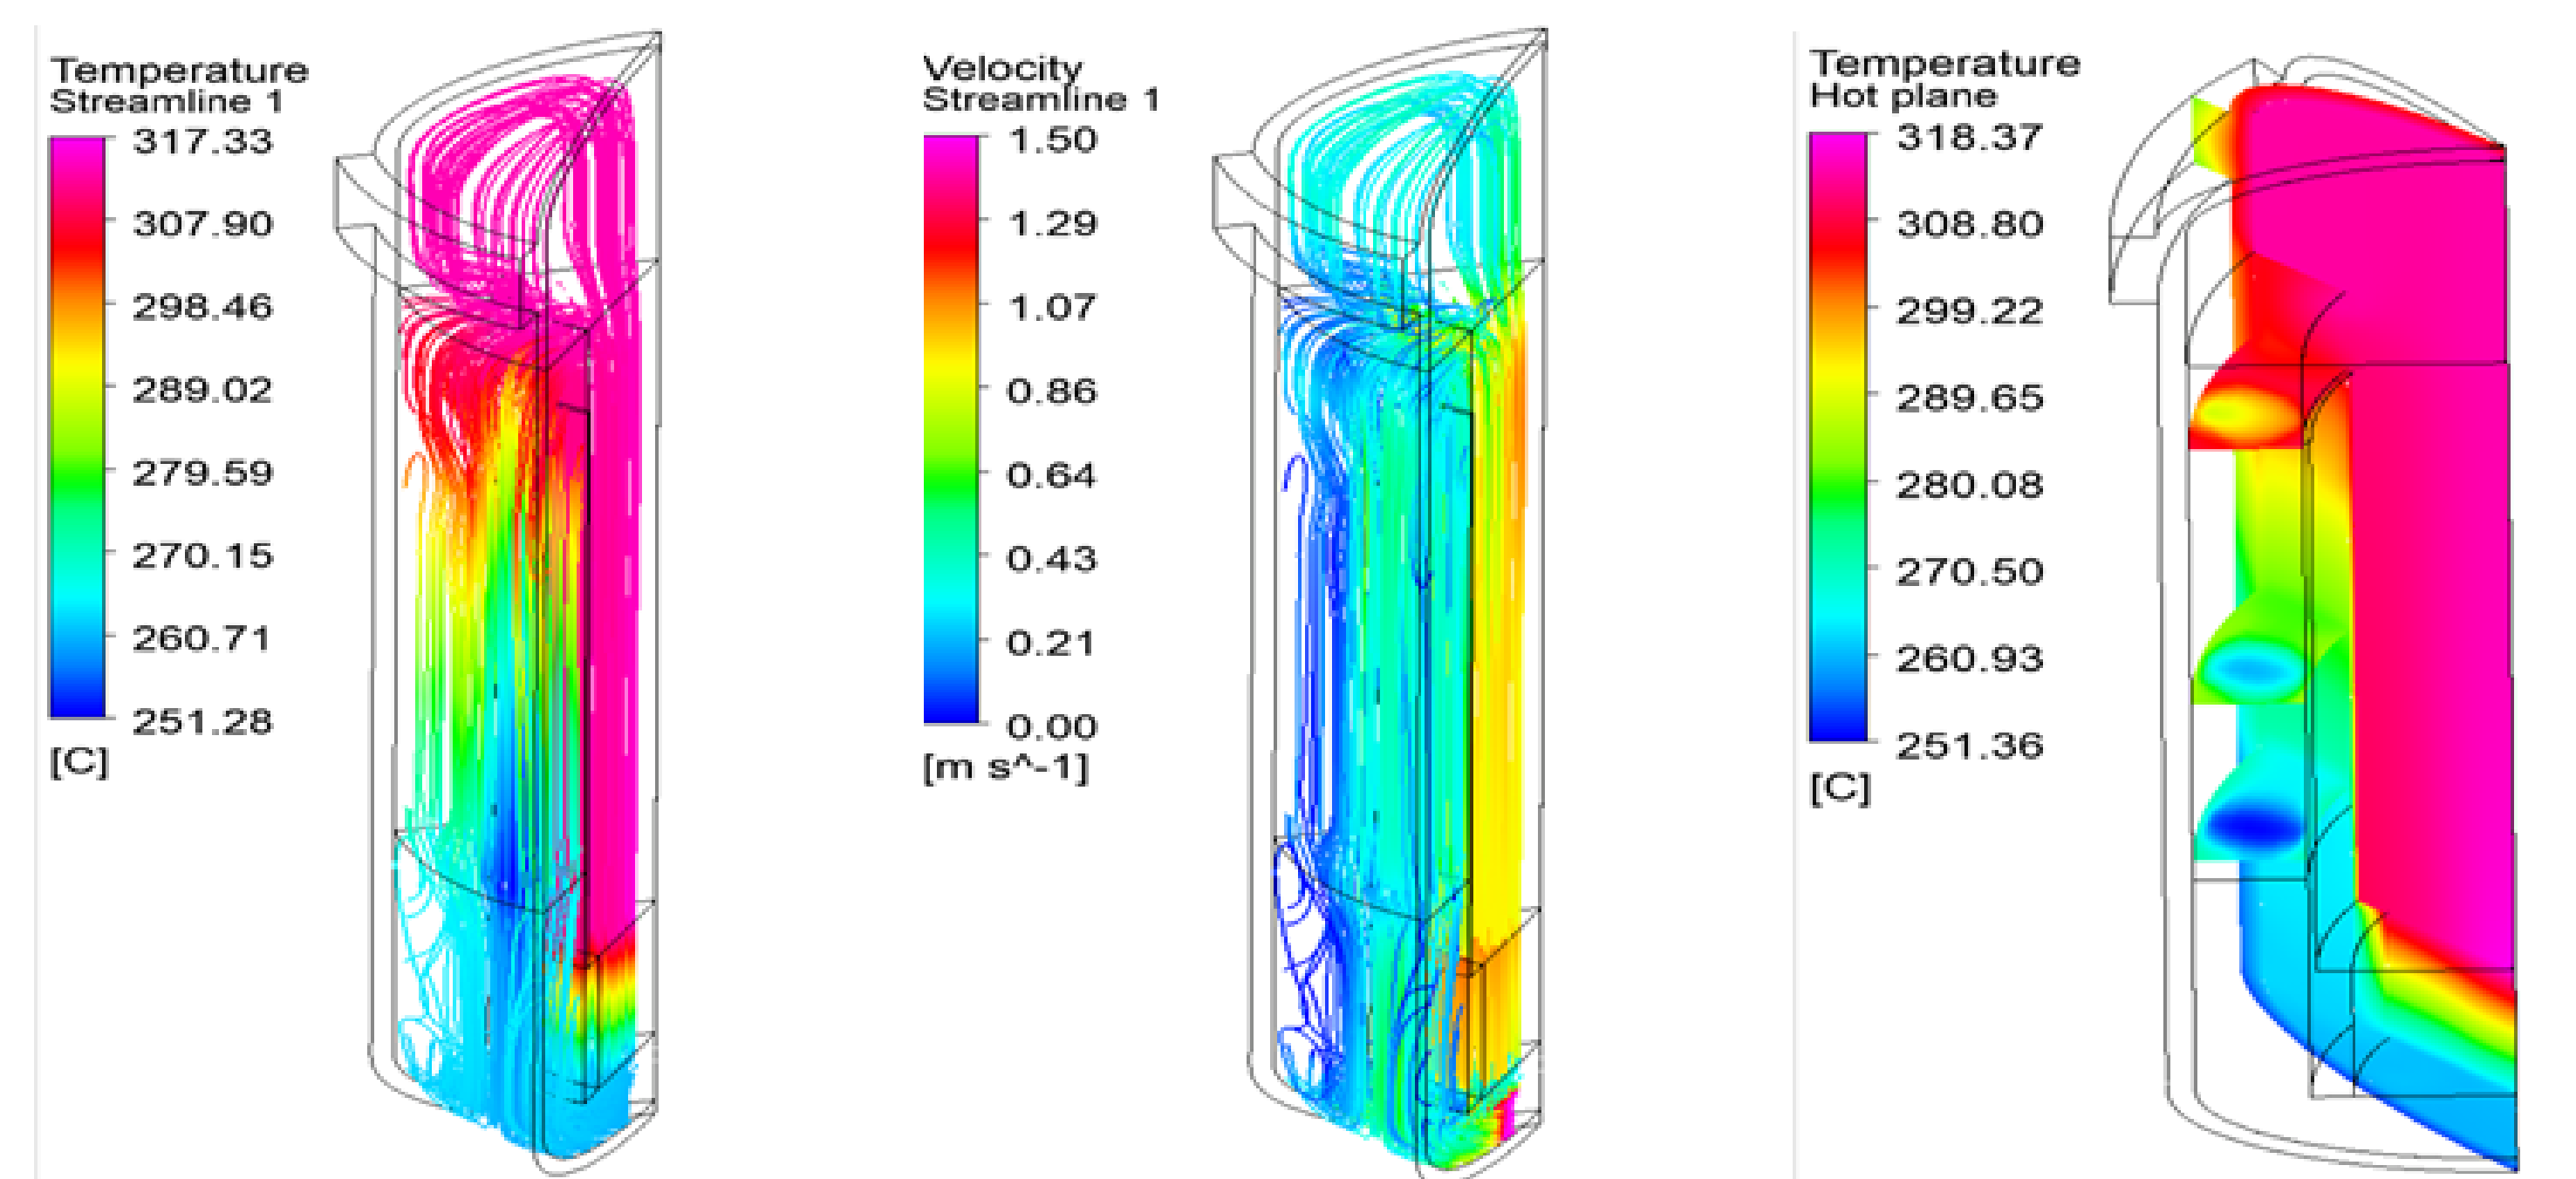 Temperature
Streamline 1
317.33
307.90
298.46
289.02
279.59
270.15
260.71
251.28
[C]
Velocity
Streamline 1
1.50
1.29
1.07
0.86
0.64
0.43
0.21
0.00
[m s^-1]
Temperature
Hot plane
318.37
308.80
299.22
289.65
280.08
270.50
260.93
251.36
[C]